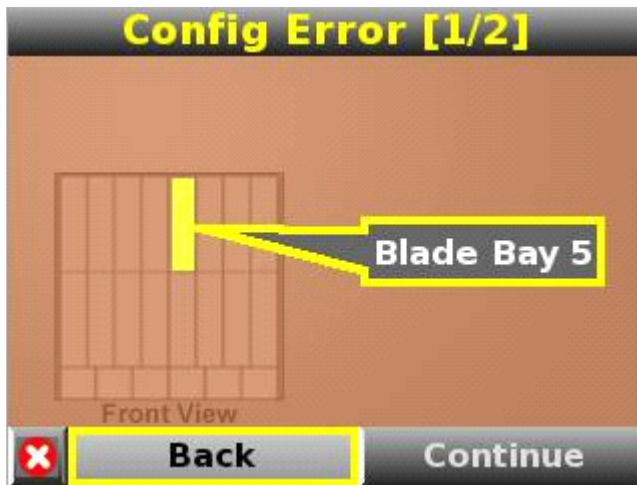 Config Error [1/2]
Blade Bay 5
Front View
Back
Continue